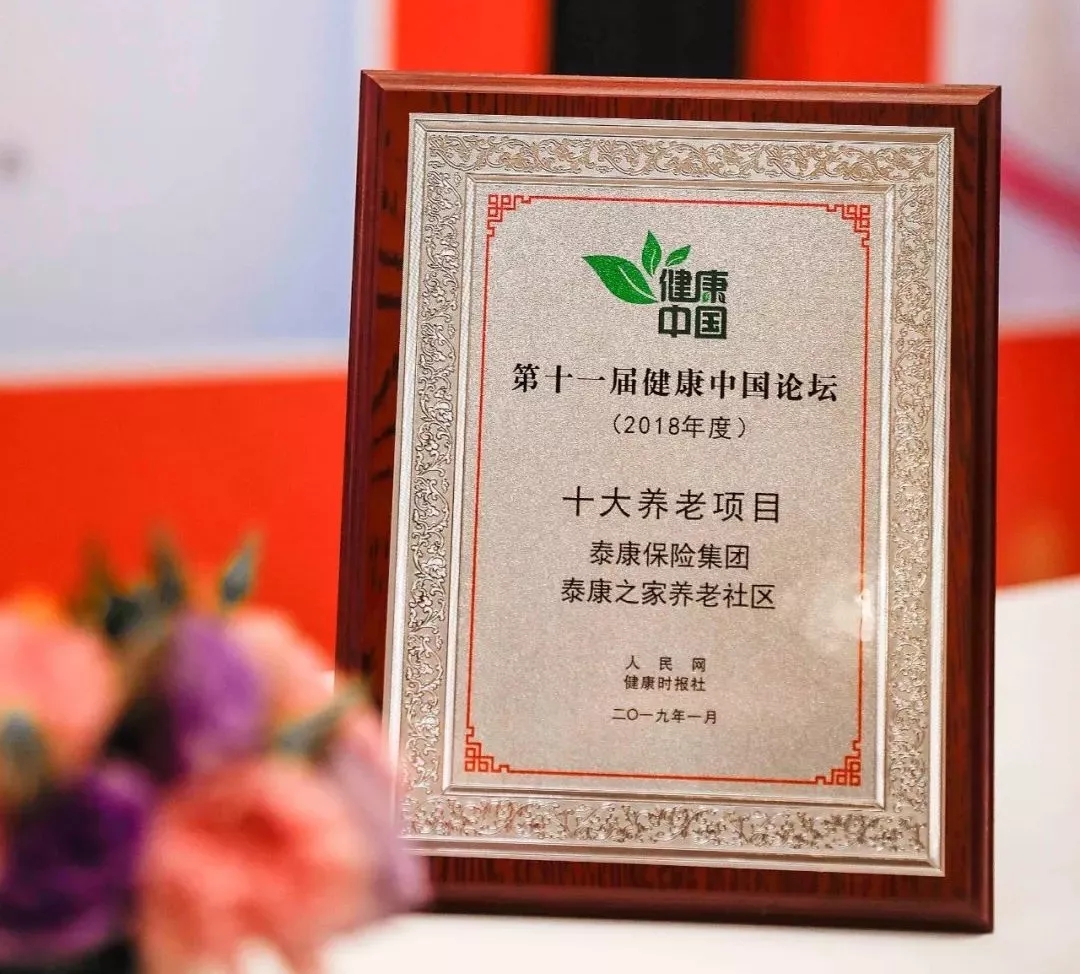 健康
中国
第十一届健康中国论坛
（2018年度）
十大养老项目
泰康保险集团
泰康之家养老社区
人民网
健康时报社
二〇一九年一月